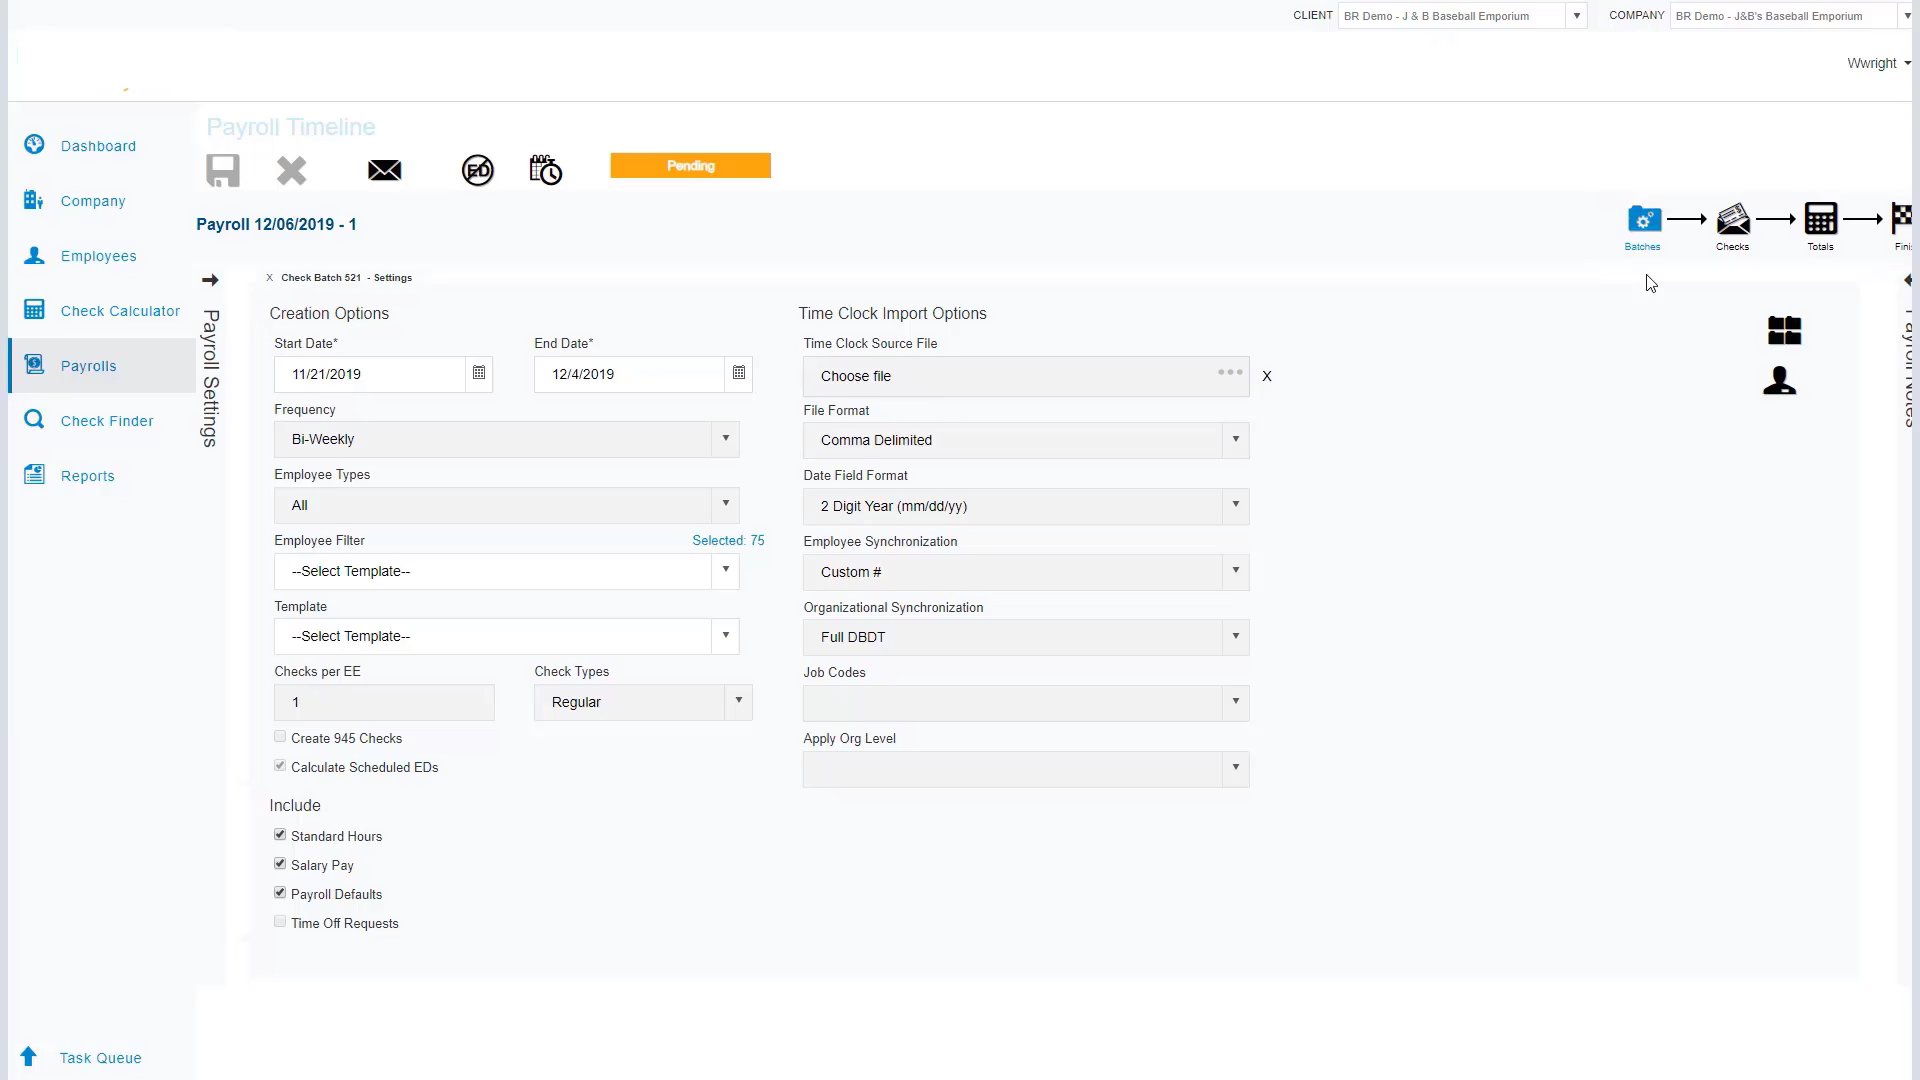 CLIENT BR Demo - J & B Baseball Emporium COMPANY BR Demo - J&B's Baseball Emporium
Wwright
Payroll Timeline
Pending
Payroll 12/06/2019 - 1
Batches Checks Totals Fini
Dashboard
Company
Employees
Check Calculator
Payrolls
Check Finder
Reports
Task Queue
Payroll Settings
X Check Batch 521 - Settings
Creation Options
Start Date* End Date*
11/21/2019 12/4/2019
Frequency
Bi-Weekly
Employee Types
All
Employee Filter Selected: 75
--Select Template--
Template
--Select Template--
Checks per EE Check Types
1 Regular
Create 945 Checks
Calculate Scheduled EDs
Include
Standard Hours
Salary Pay
Payroll Defaults
Time Off Requests
Time Clock Import Options
Time Clock Source File
Choose file X
File Format
Comma Delimited
Date Field Format
2 Digit Year (mm/dd/yy)
Employee Synchronization
Custom #
Organizational Synchronization
Full DBDT
Job Codes
Apply Org Level